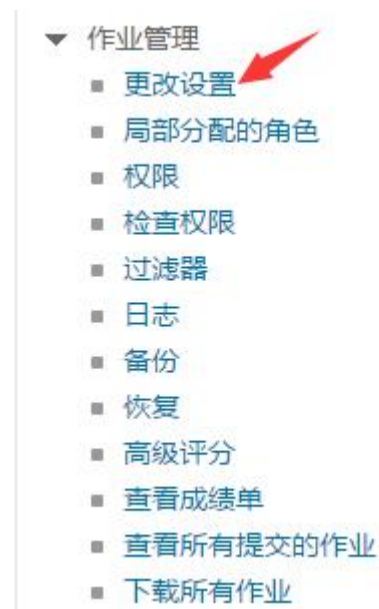 作业管理
更改设置
局部分配的角色
权限
检查权限
过滤器
日志
备份
恢复
高级评分
查看成绩单
查看所有提交的作业
下载所有作业